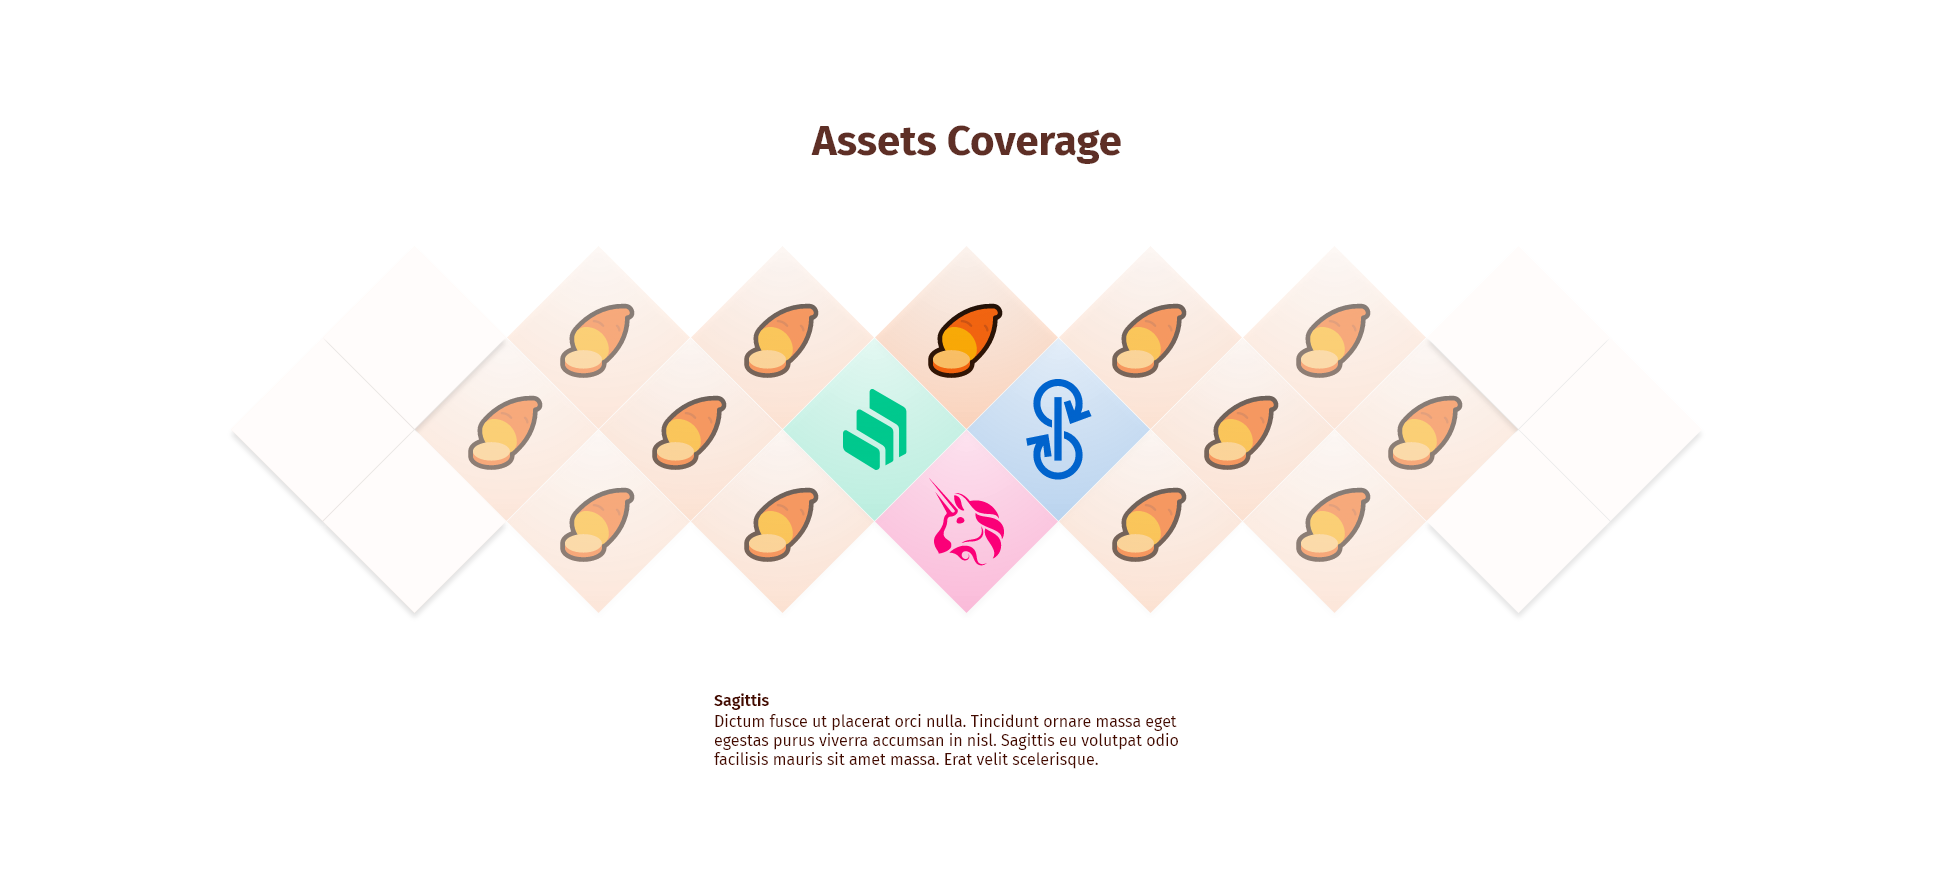 Assets Coverage
Sagittis
Dictum fusce ut placerat orci nulla. Tincidunt ornare massa eget
egestas purus viverra accumsan in nisl. Sagittis eu volutpat odio
facilisis mauris sit amet massa. Erat velit scelerisque.